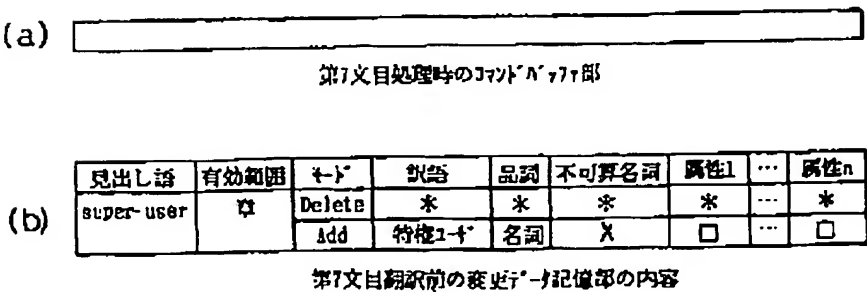 (a)
第7文目処理時のｺﾏﾝﾄﾞﾊﾞｯﾌｧ部
(b)
見出し語 有効範囲 ﾓｰﾄﾞ 訳語 品詞 不可算名詞 属性1 … 属性n
super-user ¤ Delete * * * * … *
Add 特権ﾕｰｻﾞ 名詞 X □ … □
第7文目翻訳前の変更ﾃﾞｰﾀ記憶部の内容